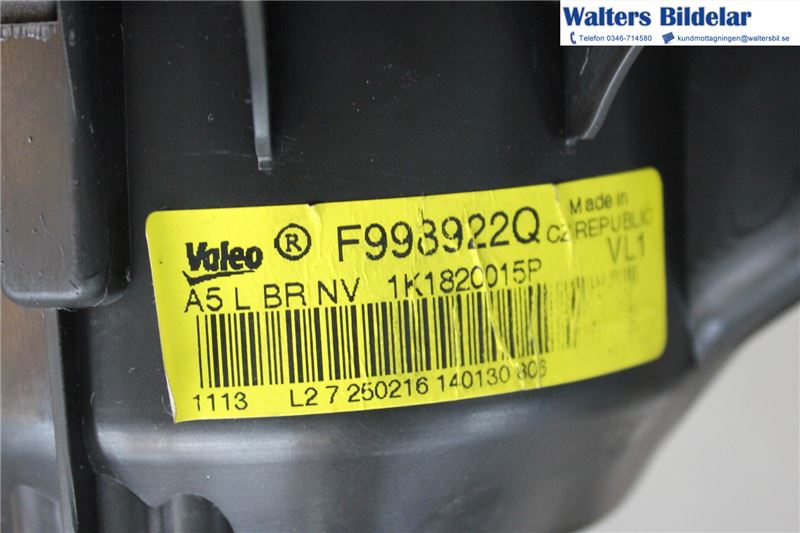 Walters Bildelar
Telefon 0346-714580 kundmottagningen@waltersbil.se
Valeo ® F998922Q Made in
CZ REPUBLIC
VL1
A5 L BR NV 1K1820015P
1113 L2 7 250216 140130 806